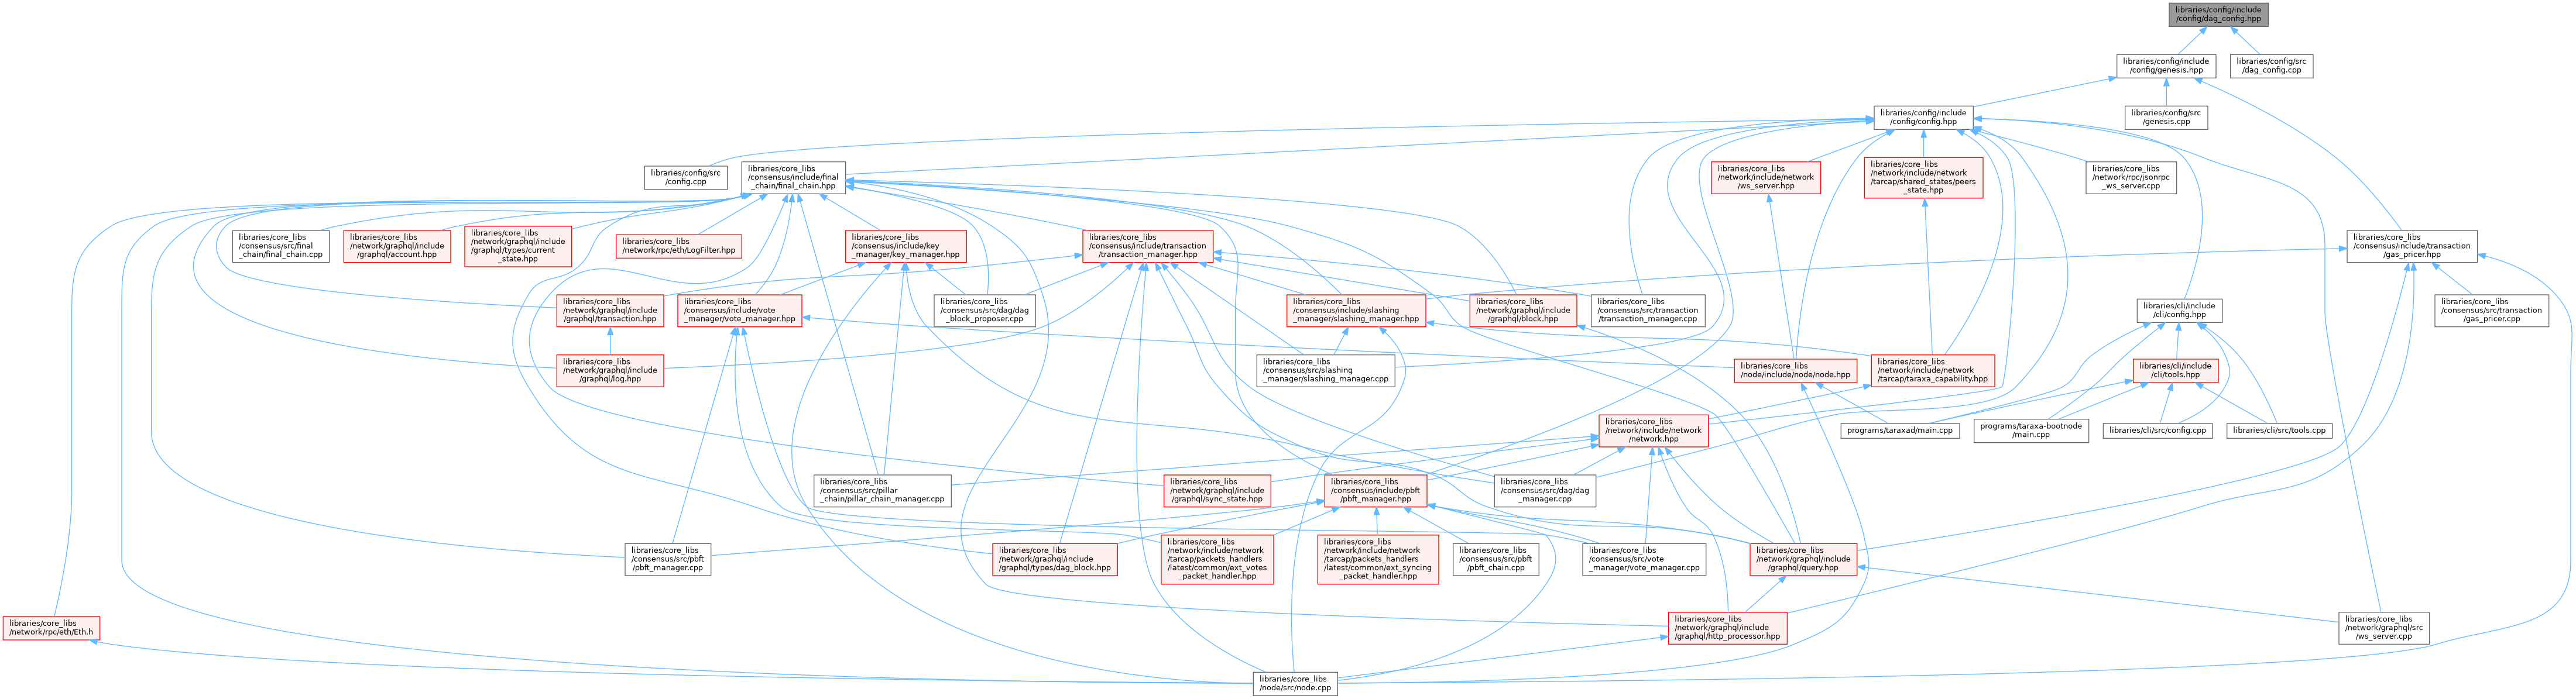 libraries/config/include
/config/dag_config.hpp
libraries/config/include
/config/genesis.hpp
libraries/config/src
/dag_config.cpp
libraries/config/include
/config/config.hpp
libraries/config/src
/genesis.cpp
libraries/config/src
/config.cpp
libraries/core_libs
/consensus/include/final
_chain/final_chain.hpp
libraries/core_libs
/network/include/network
/ws_server.hpp
libraries/core_libs
/network/include/network
/tarcap/shared_states/peers
_state.hpp
libraries/core_libs
/network/rpc/jsonrpc
_ws_server.cpp
libraries/core_libs
/consensus/src/final
_chain/final_chain.cpp
libraries/core_libs
/network/graphql/include
/graphql/account.hpp
libraries/core_libs
/network/graphql/include
/graphql/types/current
_state.hpp
libraries/core_libs
/network/rpc/eth/LogFilter.hpp
libraries/core_libs
/consensus/include/key
_manager/key_manager.hpp
libraries/core_libs
/consensus/include/transaction
/transaction_manager.hpp
libraries/core_libs
/consensus/include/transaction
/gas_pricer.hpp
libraries/core_libs
/network/graphql/include
/graphql/transaction.hpp
libraries/core_libs
/consensus/include/vote
_manager/vote_manager.hpp
libraries/core_libs
/consensus/src/dag/dag
_block_proposer.cpp
libraries/core_libs
/consensus/include/slashing
_manager/slashing_manager.hpp
libraries/core_libs
/network/graphql/include
/graphql/block.hpp
libraries/core_libs
/consensus/src/transaction
/transaction_manager.cpp
libraries/cli/include
/cli/config.hpp
libraries/core_libs
/consensus/src/transaction
/gas_pricer.cpp
libraries/core_libs
/network/graphql/include
/graphql/log.hpp
libraries/core_libs
/consensus/src/slashing
_manager/slashing_manager.cpp
libraries/core_libs
/node/include/node/node.hpp
libraries/core_libs
/network/include/network
/tarcap/taraxa_capability.hpp
libraries/cli/include
/cli/tools.hpp
libraries/core_libs
/network/include/network
/network.hpp
programs/taraxad/main.cpp
programs/taraxa-bootnode
/main.cpp
libraries/cli/src/config.cpp
libraries/cli/src/tools.cpp
libraries/core_libs
/consensus/src/pillar
_chain/pillar_chain_manager.cpp
libraries/core_libs
/network/graphql/include
/graphql/sync_state.hpp
libraries/core_libs
/consensus/include/pbft
/pbft_manager.hpp
libraries/core_libs
/consensus/src/dag/dag
_manager.cpp
libraries/core_libs
/consensus/src/pbft
/pbft_manager.cpp
libraries/core_libs
/network/graphql/include
/graphql/types/dag_block.hpp
libraries/core_libs
/network/include/network
/tarcap/packets_handlers
/latest/common/ext_votes
_packet_handler.hpp
libraries/core_libs
/network/include/network
/tarcap/packets_handlers
/latest/common/ext_syncing
_packet_handler.hpp
libraries/core_libs
/consensus/src/pbft
/pbft_chain.cpp
libraries/core_libs
/consensus/src/vote
_manager/vote_manager.cpp
libraries/core_libs
/network/graphql/include
/graphql/query.hpp
libraries/core_libs
/network/rpc/eth/Eth.h
libraries/core_libs
/network/graphql/include
/graphql/http_processor.hpp
libraries/core_libs
/network/graphql/src
/ws_server.cpp
libraries/core_libs
/node/src/node.cpp